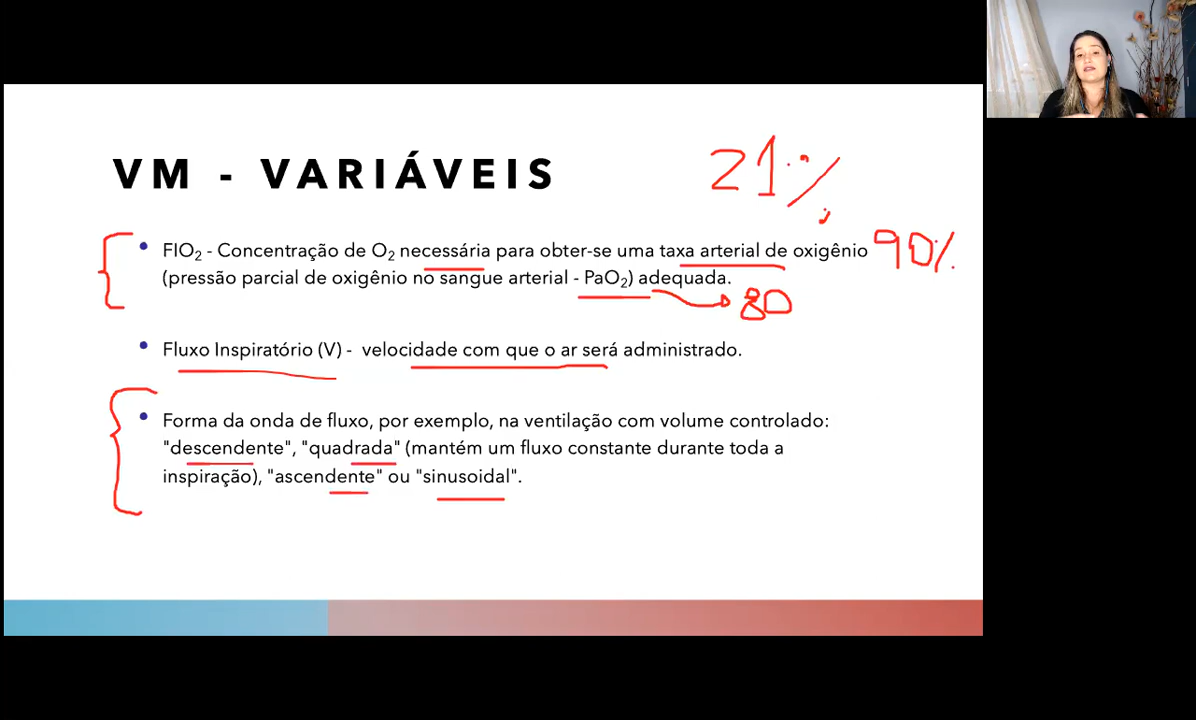 VM - VARIÁVEIS
21%
• FIO₂ - Concentração de O₂ necessária para obter-se uma taxa arterial de oxigênio
90%
(pressão parcial de oxigênio no sangue arterial - PaO₂) adequada.
80
• Fluxo Inspiratório (V) - velocidade com que o ar será administrado.
• Forma da onda de fluxo, por exemplo, na ventilação com volume controlado:
"descendente", "quadrada" (mantém um fluxo constante durante toda a
inspiração), "ascendente" ou "sinusoidal".